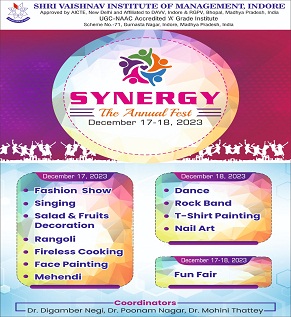 SHRI VAISHNAV INSTITUTE OF MANAGEMENT, INDORE
Approved by AICTE, New Delhi and Affiliated to DAVV, Indore & RGPV, Bhopal, Madhya Pradesh, India
UGC-NAAC Accredited 'A' Grade Institute
Scheme No.-71, Gumasta Nagar, Indore, Madhya Pradesh, India
SYNERGY
The Annual Fest
December 17-18, 2023
December 17, 2023
Fashion Show
Singing
Salad & Fruits
Decoration
Rangoli
Fireless Cooking
Face Painting
Mehendi
December 18, 2023
Dance
Rock Band
T-Shirt Painting
Nail Art
December 17-18, 2023
Fun Fair
Coordinators
Dr. Digamber Negi, Dr. Poonam Nagar, Dr. Mohini Thattey